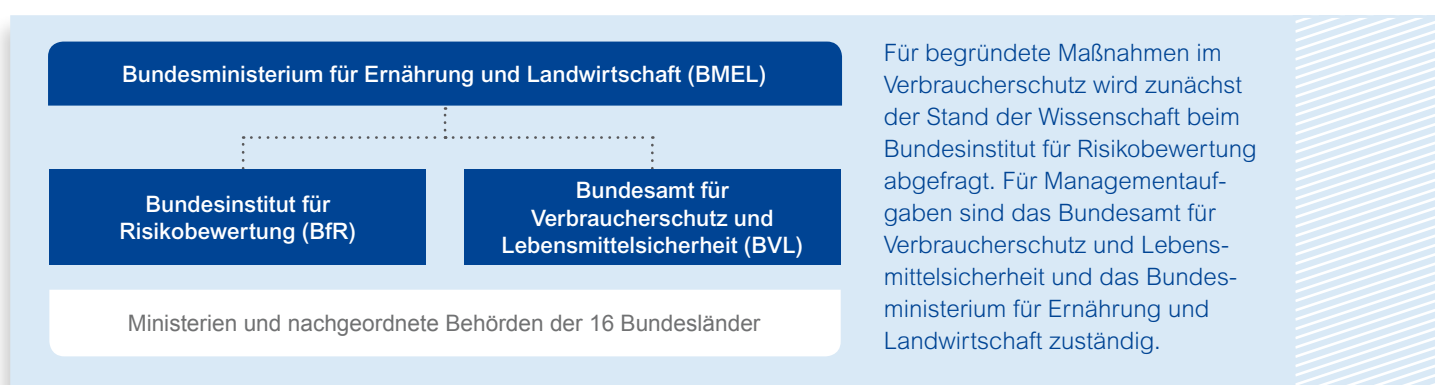 Bundesministerium für Ernährung und Landwirtschaft (BMEL)
Bundesinstitut für
Risikobewertung (BfR)
Bundesamt für
Verbraucherschutz und
Lebensmittelsicherheit (BVL)
Ministerien und nachgeordnete Behörden der 16 Bundesländer
Für begründete Maßnahmen im
Verbraucherschutz wird zunächst
der Stand der Wissenschaft beim
Bundesinstitut für Risikobewertung
abgefragt. Für Managementauf-
gaben sind das Bundesamt für
Verbraucherschutz und Lebens-
mittelsicherheit und das Bundes-
ministerium für Ernährung und
Landwirtschaft zuständig.